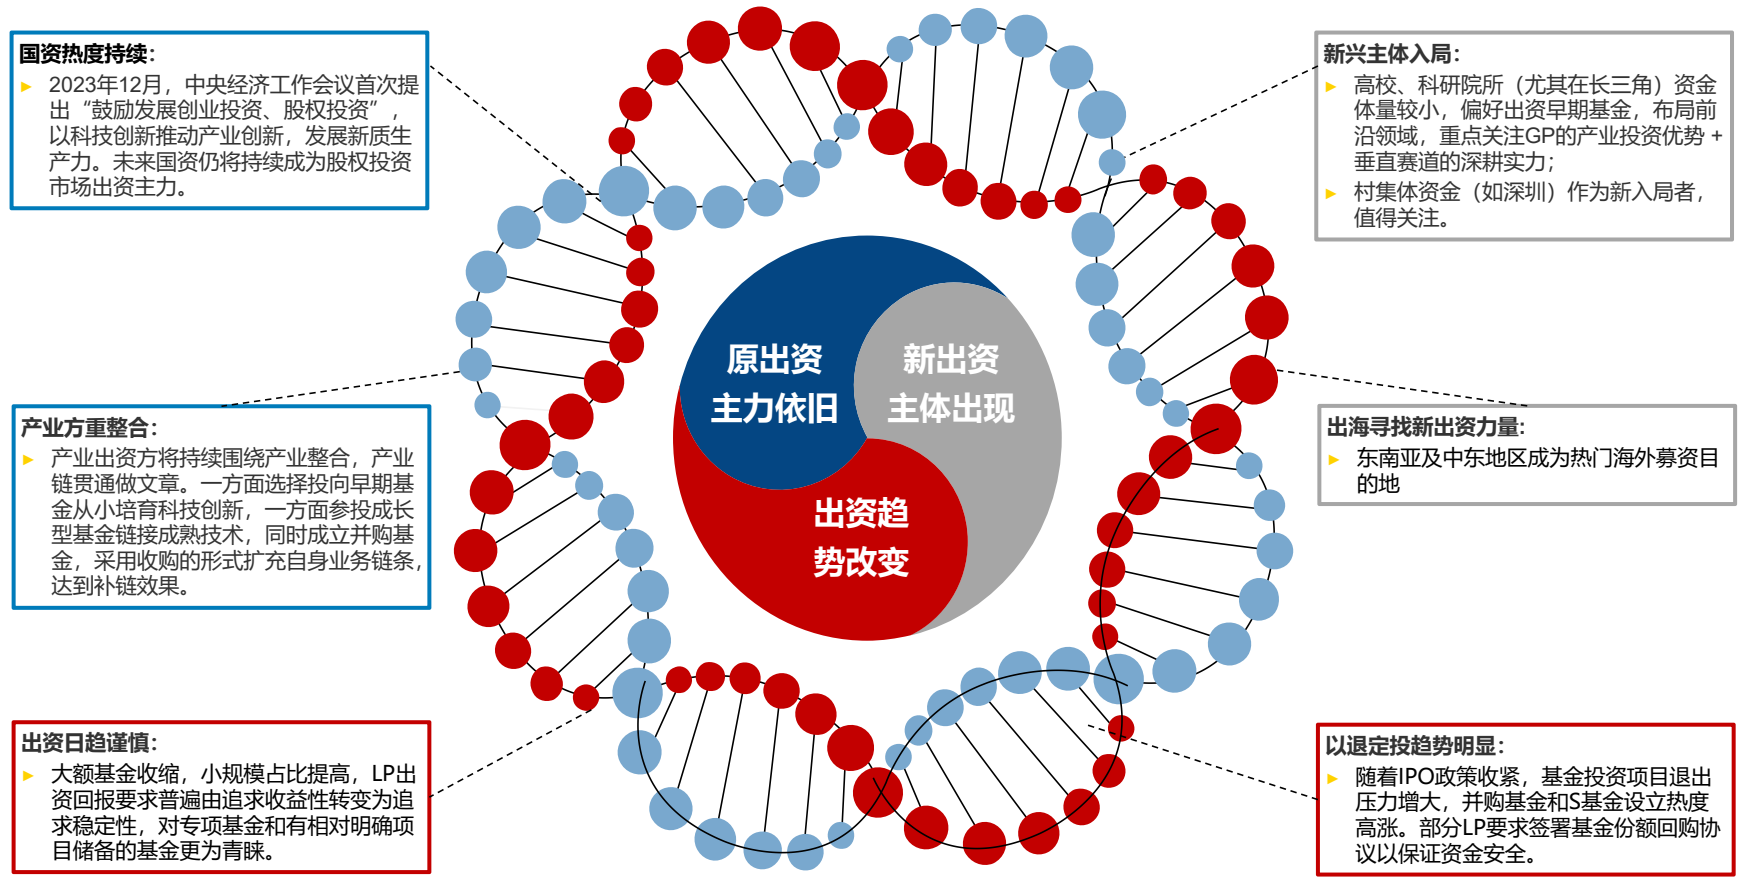 国资热度持续：
► 2023年12月，中央经济工作会议首次提
出“鼓励发展创业投资、股权投资”，
以科技创新推动产业创新，发展新质生
产力。未来国资仍将持续成为股权投资
市场出资主力。
产业方重整合：
► 产业出资方将持续围绕产业整合，产业
链贯通做文章。一方面选择投向早期基
金从小培育科技创新，一方面参投成长
型基金链接成熟技术，同时成立并购基
金，采用收购的形式扩充自身业务链条，
达到补链效果。
出资日趋谨慎：
► 大额基金收缩，小规模占比提高，LP出
资回报要求普遍由追求收益性转变为追
求稳定性，对专项基金和有相对明确项
目储备的基金更为青睐。
原出资
主力依旧
新出资
主体出现
出资趋
势改变
新兴主体入局：
► 高校、科研院所（尤其在长三角）资金
体量较小，偏好出资早期基金，布局前
沿领域，重点关注GP的产业投资优势 +
垂直赛道的深耕实力；
► 村集体资金（如深圳）作为新入局者，
值得关注。
出海寻找新出资力量:
► 东南亚及中东地区成为热门海外募资目
的地
以退定投趋势明显：
► 随着IPO政策收紧，基金投资项目退出
压力增大，并购基金和S基金设立热度
高涨。部分LP要求签署基金份额回购协
议以保证资金安全。